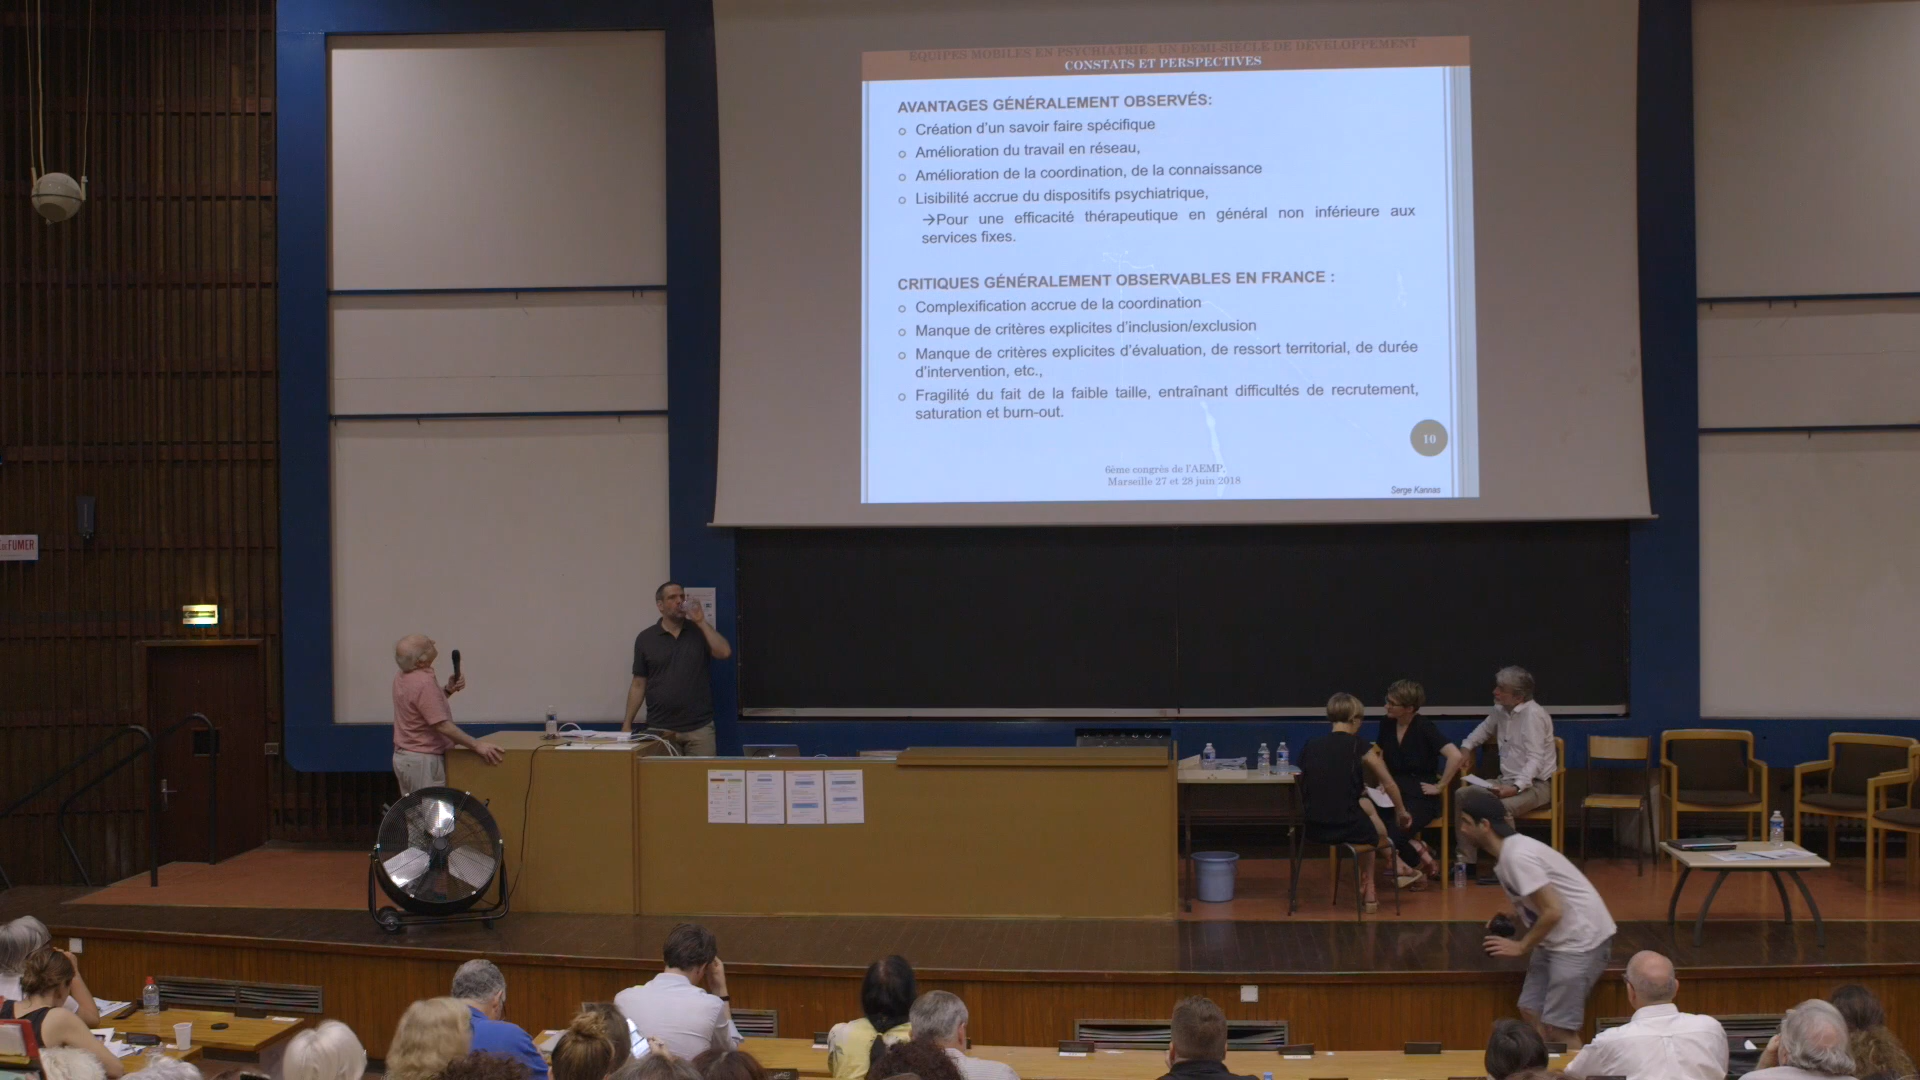 ÉQUIPES MOBILES EN PSYCHIATRIE : UN DEMI-SIÈCLE DE DÉVELOPPEMENT
CONSTATS ET PERSPECTIVES
AVANTAGES GÉNÉRALEMENT OBSERVÉS:
o Création d'un savoir faire spécifique
o Amélioration du travail en réseau,
o Amélioration de la coordination, de la connaissance
o Lisibilité accrue du dispositifs psychiatrique,
→Pour une efficacité thérapeutique en général non inférieure aux
services fixes.
CRITIQUES GÉNÉRALEMENT OBSERVABLES EN FRANCE :
o Complexification accrue de la coordination
o Manque de critères explicites d'inclusion/exclusion
o Manque de critères explicites d'évaluation, de ressort territorial, de durée
d'intervention, etc.,
o Fragilité du fait de la faible taille, entraînant difficultés de recrutement,
saturation et burn-out.
10
6ème congrès de l'AEMP,
Marseille 27 et 28 juin 2018
Serge Kannas
DE FUMER